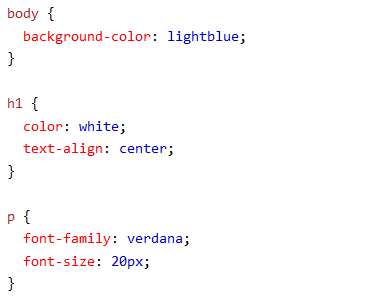 body {
  background-color: lightblue;
}

h1 {
  color: white;
  text-align: center;
}

p {
  font-family: verdana;
  font-size: 20px;
}